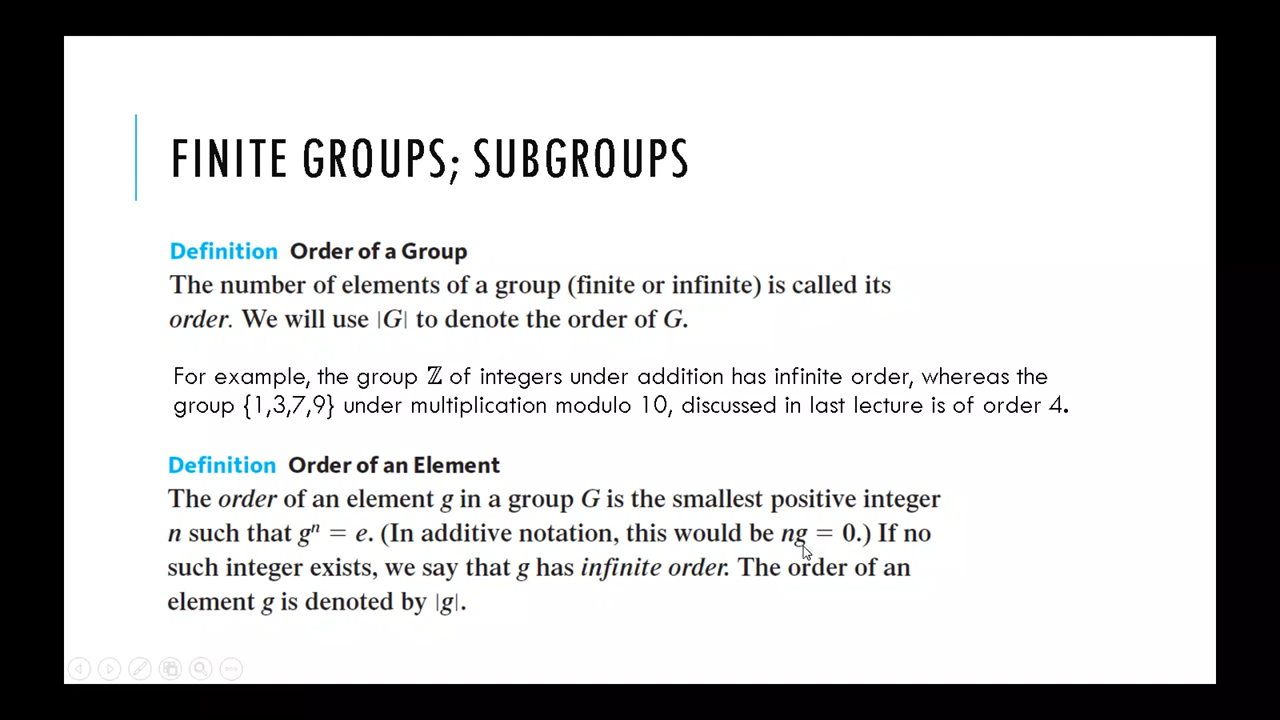 FINITE GROUPS; SUBGROUPS
Definition Order of a Group
The number of elements of a group (finite or infinite) is called its
order. We will use |G| to denote the order of G.
For example, the group ℤ of integers under addition has infinite order, whereas the
group {1,3,7,9} under multiplication modulo 10, discussed in last lecture is of order 4.
Definition Order of an Element
The order of an element g in a group G is the smallest positive integer
n such that gⁿ = e. (In additive notation, this would be ng = 0.) If no
such integer exists, we say that g has infinite order. The order of an
element g is denoted by |g|.